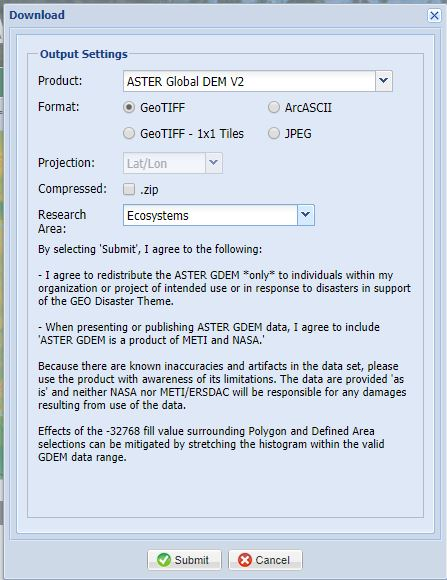 Download
Output Settings
Product: ASTER Global DEM V2
Format: GeoTIFF ArcASCII
GeoTIFF - 1x1 Tiles JPEG
Projection: Lat/Lon
Compressed: .zip
Research Area: Ecosystems
By selecting 'Submit', I agree to the following:
- I agree to redistribute the ASTER GDEM *only* to individuals within my
organization or project of intended use or in response to disasters in support
of the GEO Disaster Theme.
- When presenting or publishing ASTER GDEM data, I agree to include
'ASTER GDEM is a product of METI and NASA.'
Because there are known inaccuracies and artifacts in the data set, please
use the product with awareness of its limitations. The data are provided 'as
is' and neither NASA nor METI/ERSDAC will be responsible for any damages
resulting from use of the data.
Effects of the -32768 fill value surrounding Polygon and Defined Area
selections can be mitigated by stretching the histogram within the valid
GDEM data range.
Submit Cancel